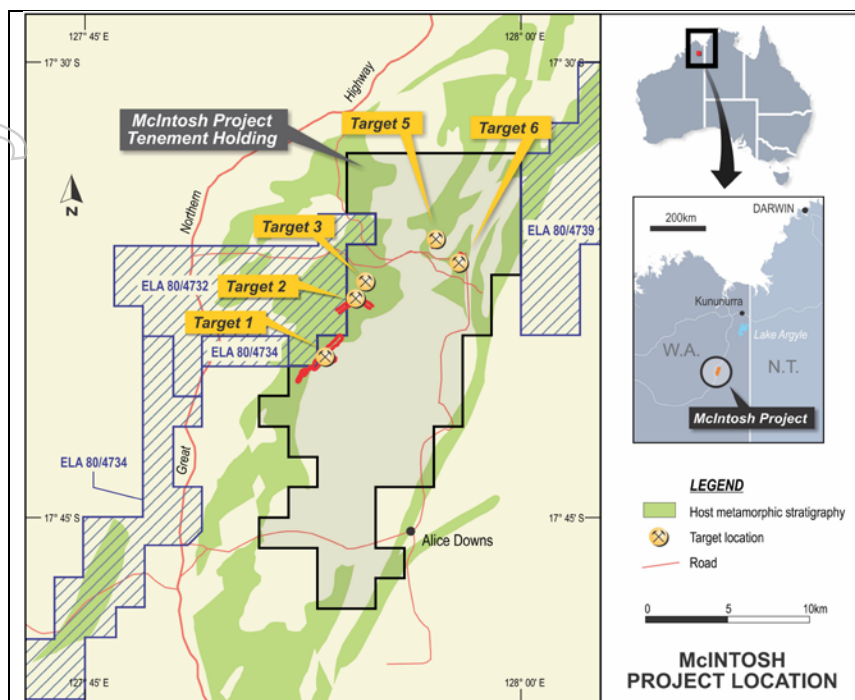 127° 45' E
128° 00' E
17° 30' S
Highway
McIntosh Project
Tenement Holding
Target 5
Target 6
N
Northern
Target 3
ELA 80/4739
ELA 80/4732
Target 2
Target 1
ELA 80/4734
ELA 80/4734
Great
17° 45' S
17° 45' S
Alice Downs
127° 45' E
128° 00' E
200km
DARWIN
Kununurra
Lake Argyle
W.A.
N.T.
McIntosh Project
LEGEND
Host metamorphic stratigraphy
Target location
Road
0 5 10km
McINTOSH
PROJECT LOCATION